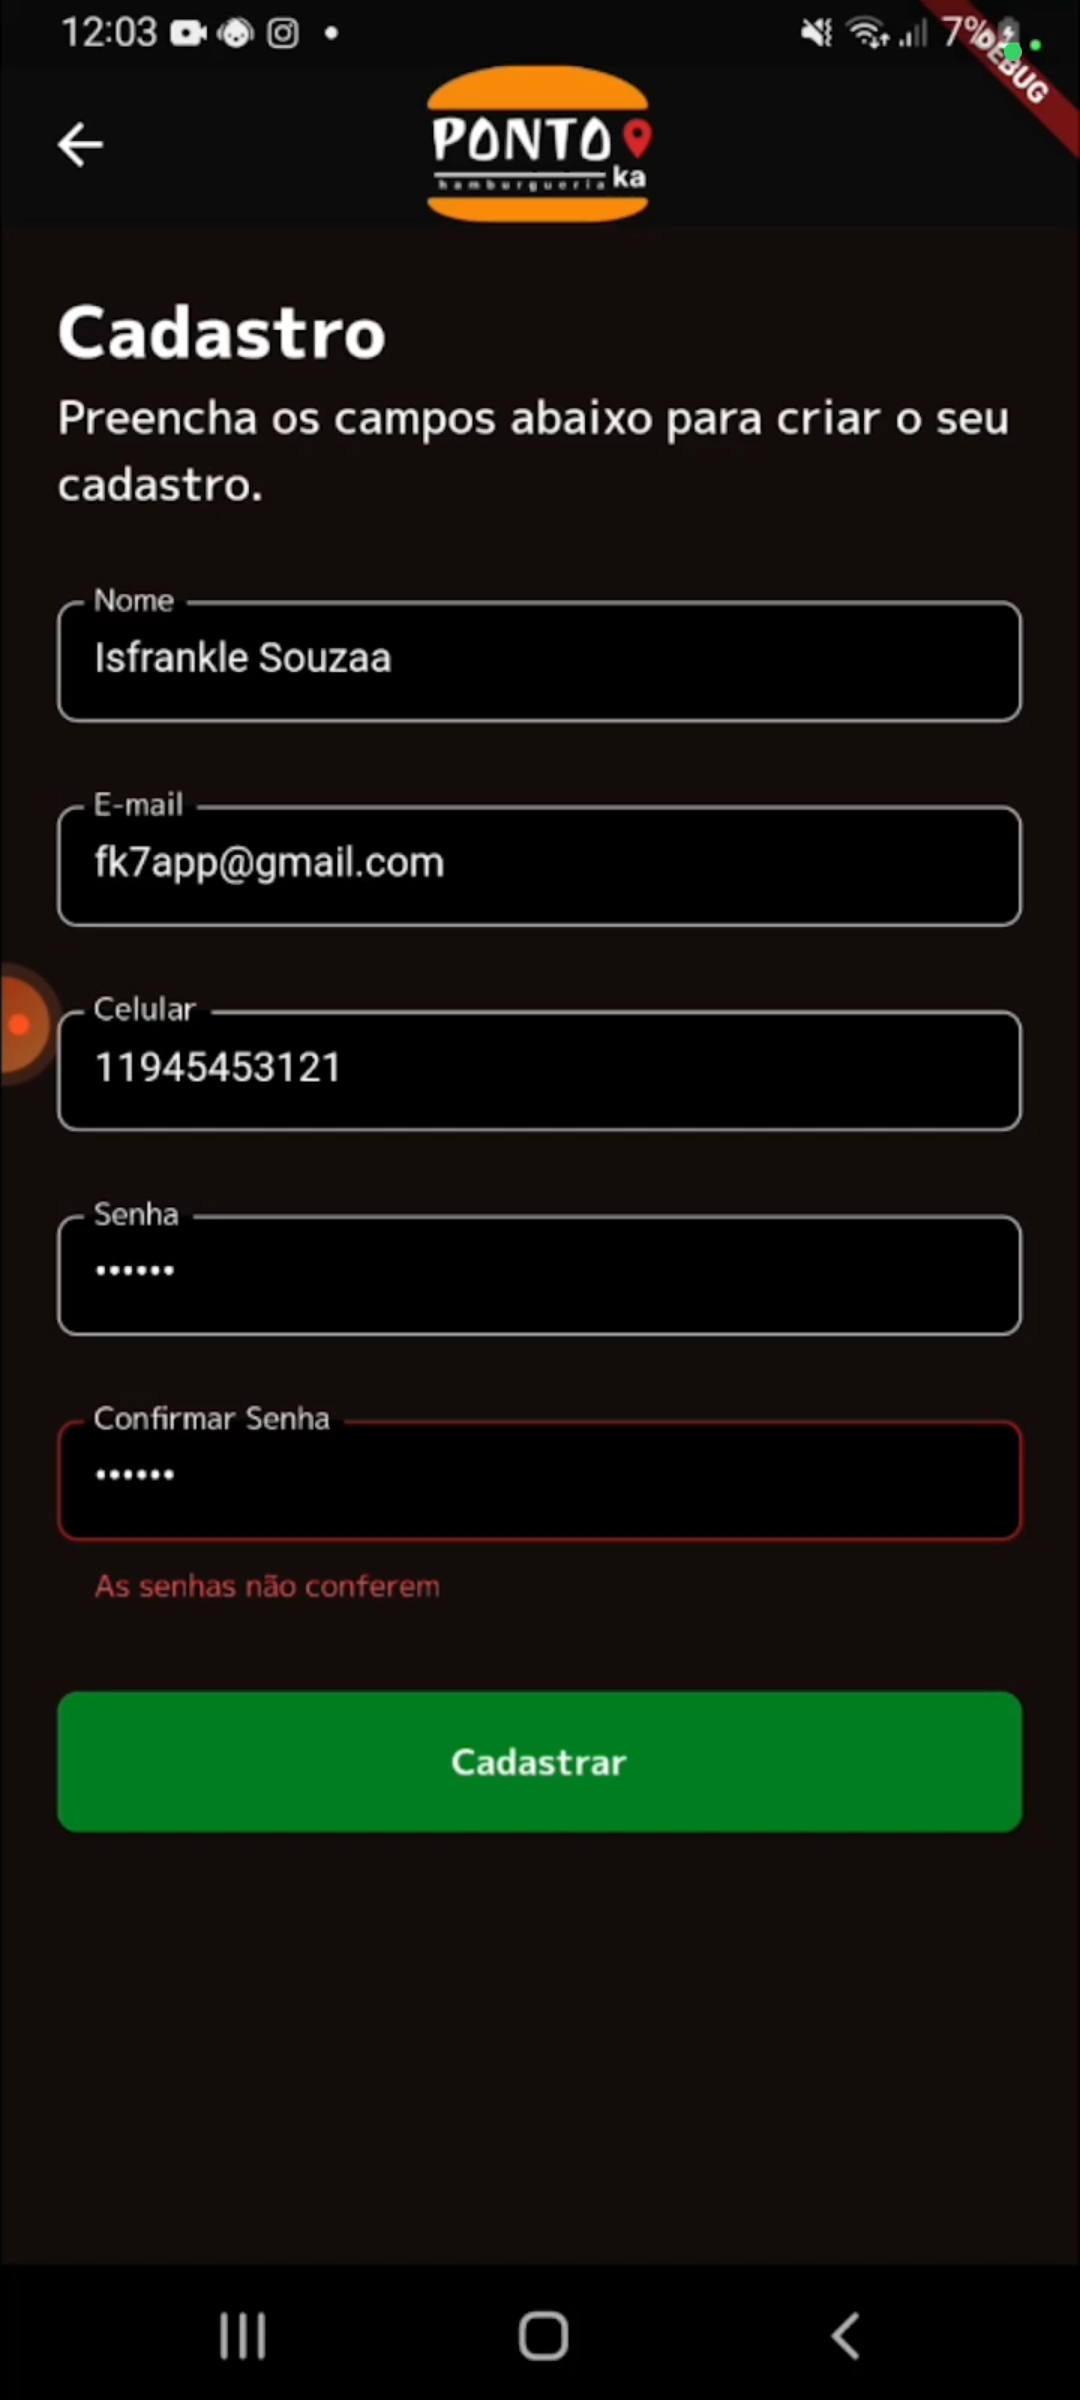 12:03
7%
DEBUG
PONTO
hamburgueria ka
Cadastro
Preencha os campos abaixo para criar o seu
cadastro.
Nome
Isfrankle Souzaa
E-mail
fk7app@gmail.com
Celular
11945453121
Senha
••••••
Confirmar Senha
••••••
As senhas não conferem
Cadastrar